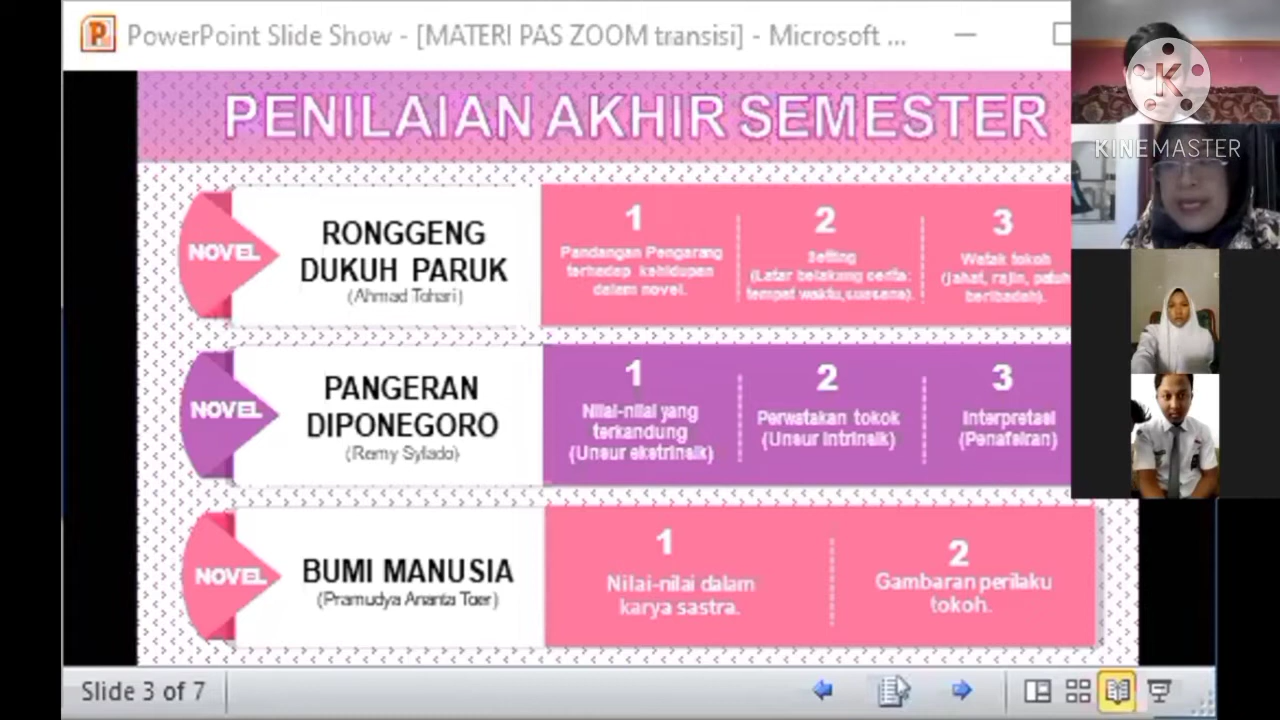 PowerPoint Slide Show - [MATERI PAS ZOOM transisi] - Microsoft ...
PENILAIAN AKHIR SEMESTER
NOVEL
RONGGENG
DUKUH PARUK
(Ahmad Tohari)
1
Pandangan Pengarang
terhadap kehidupan
dalam novel.
2
Setting
(Latar belakang cerita:
tempat waktu,suasana).
3
Watak tokoh
(jahat, rajin, patuh
beribadah).
NOVEL
PANGERAN
DIPONEGORO
(Remy Sylado)
1
Nilai-nilai yang
terkandung
(Unsur ekstrinsik)
2
Perwatakan tokok
(Unsur intrinsik)
3
Interpretasi
(Penafsiran)
NOVEL
BUMI MANUSIA
(Pramudya Ananta Toer)
1
Nilai-nilai dalam
karya sastra.
2
Gambaran perilaku
tokoh.
Slide 3 of 7
K
KINEMASTER